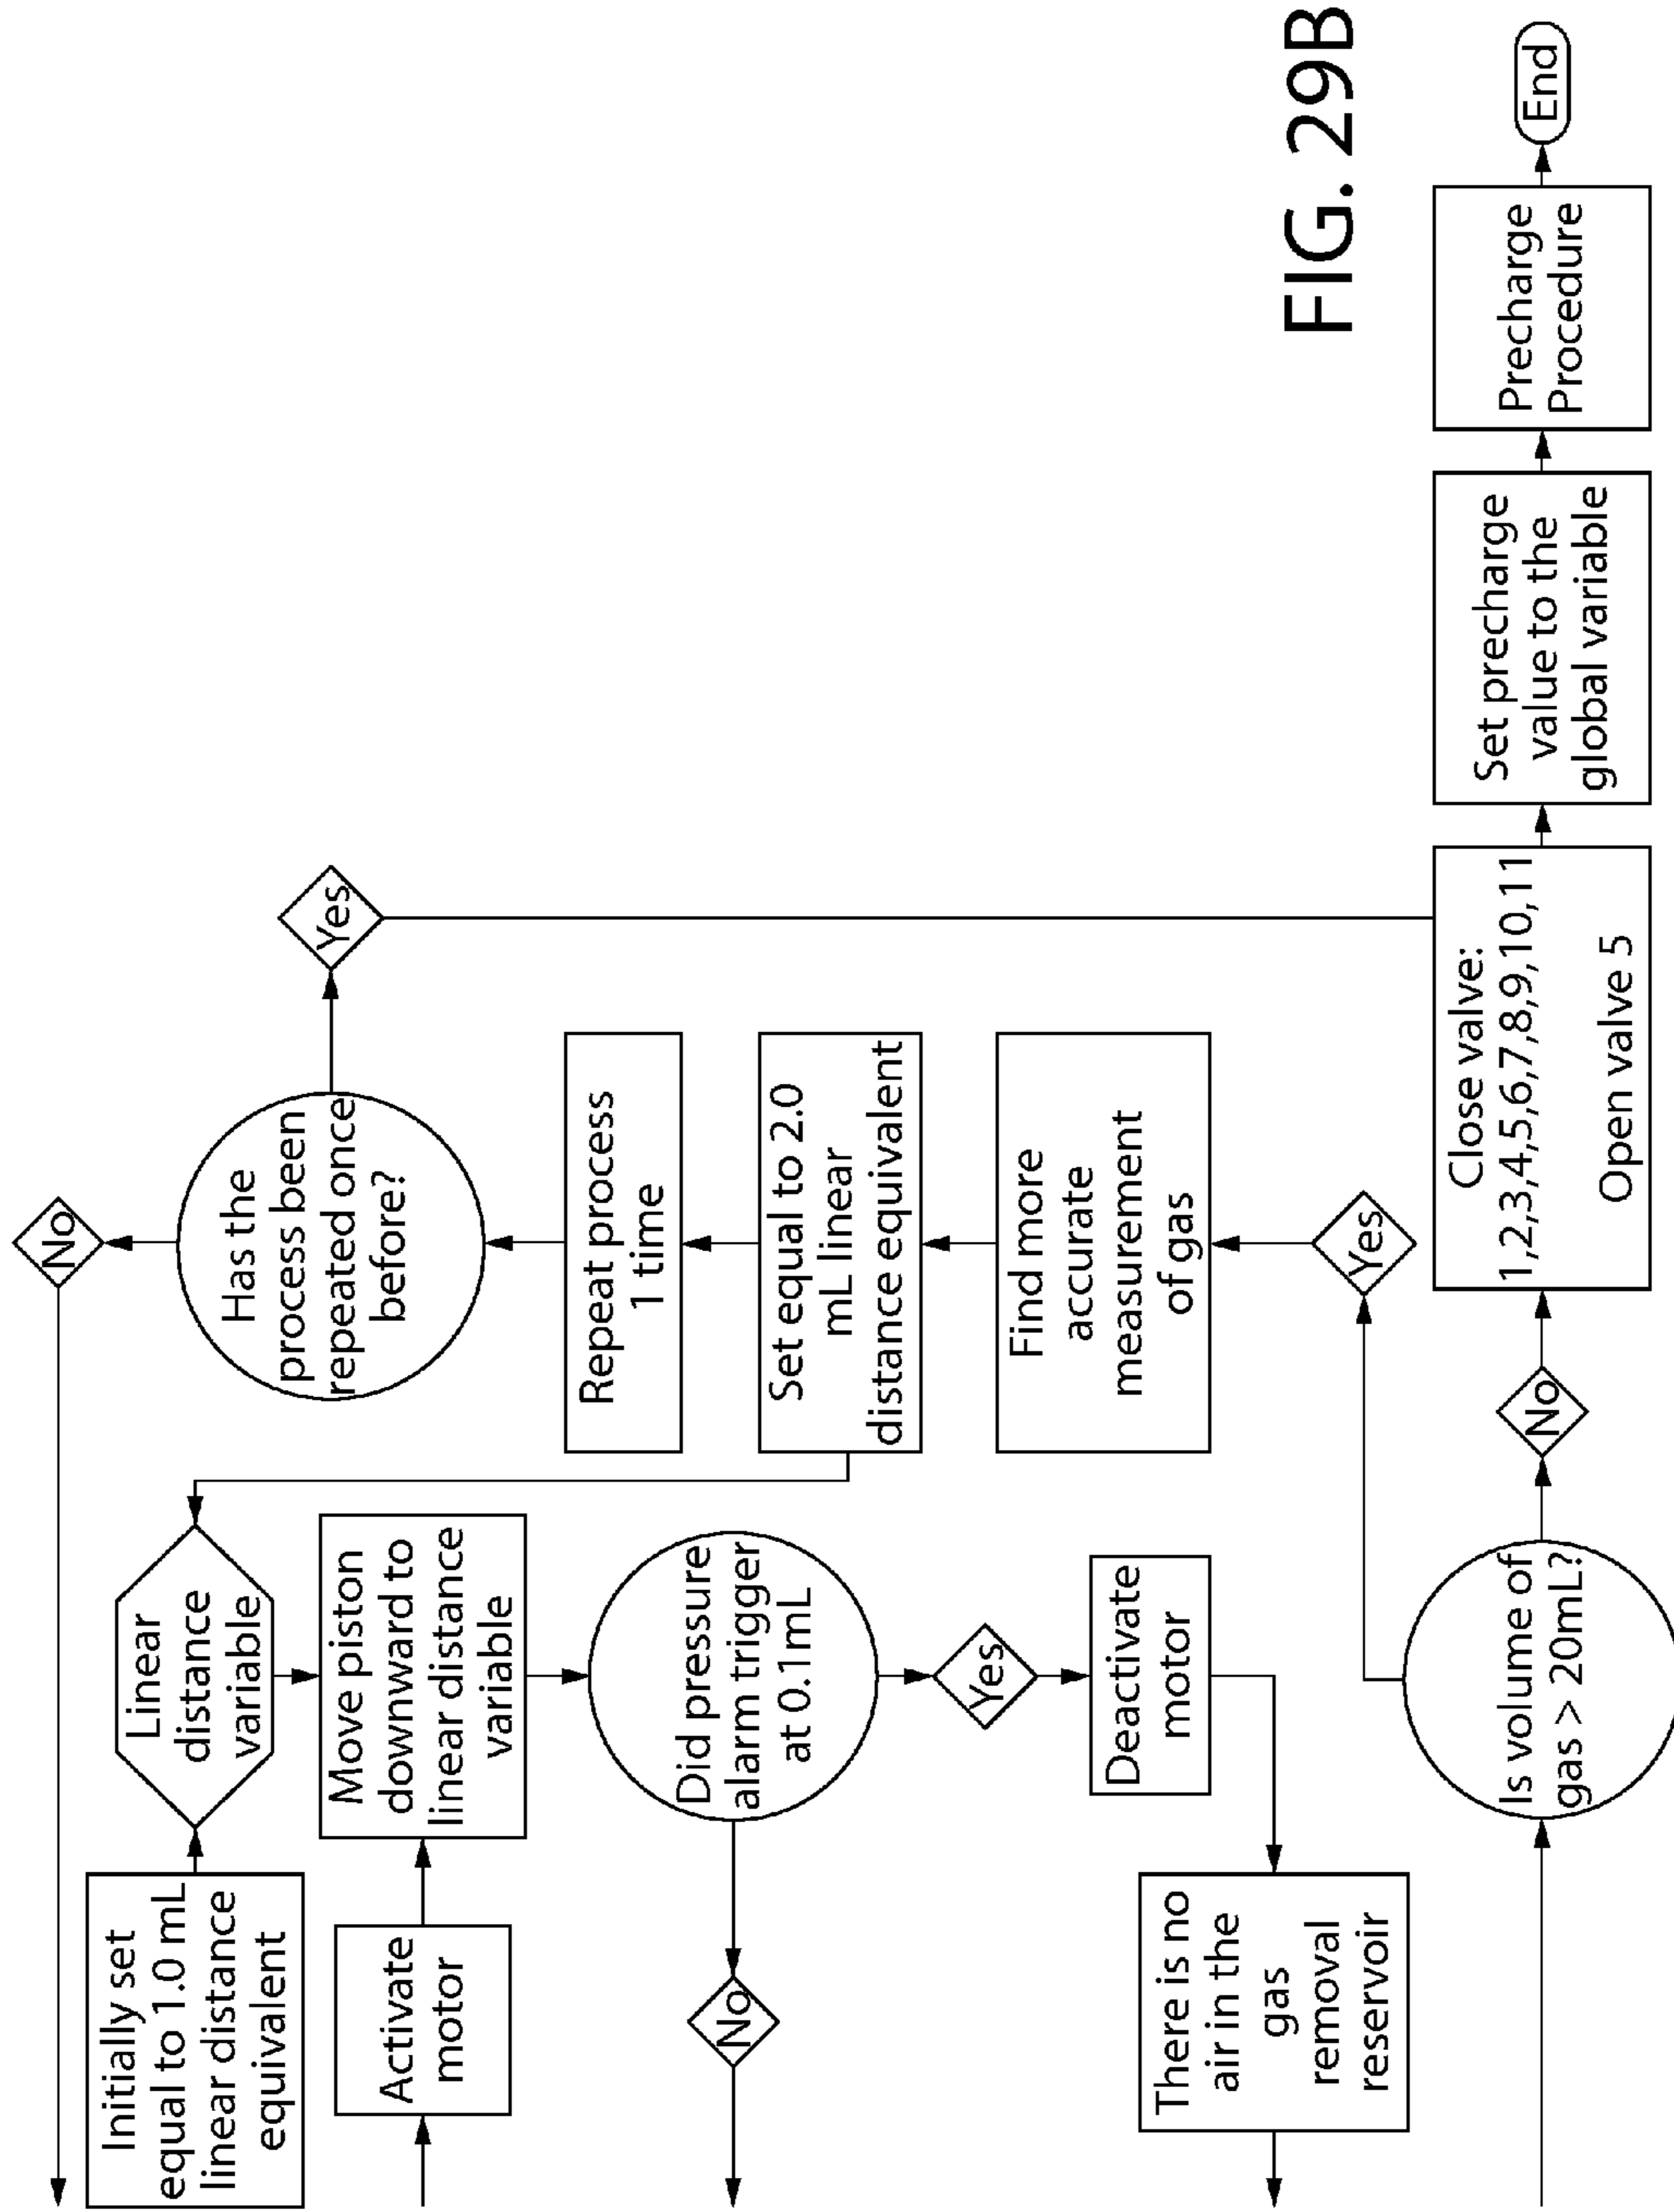 No
Has the
process been
repeated once
before?
Yes
Initially set
equal to 1.0 mL
linear distance
equivalent
Linear
distance
variable
Activate
motor
Move piston
downward to
linear distance
variable
Repeat process
1 time
Set equal to 2.0
mL linear
distance equivalent
Did pressure
alarm trigger
at 0.1mL
No
Yes
Find more
accurate
measurement
of gas
Deactivate
motor
There is no
air in the
gas
removal
reservoir
Yes
Is volume of
gas > 20mL?
No
Close valve:
1,2,3,4,5,6,7,8,9,10,11
Open valve 5
Set precharge
value to the
global variable
Precharge
Procedure
End
FIG. 29B